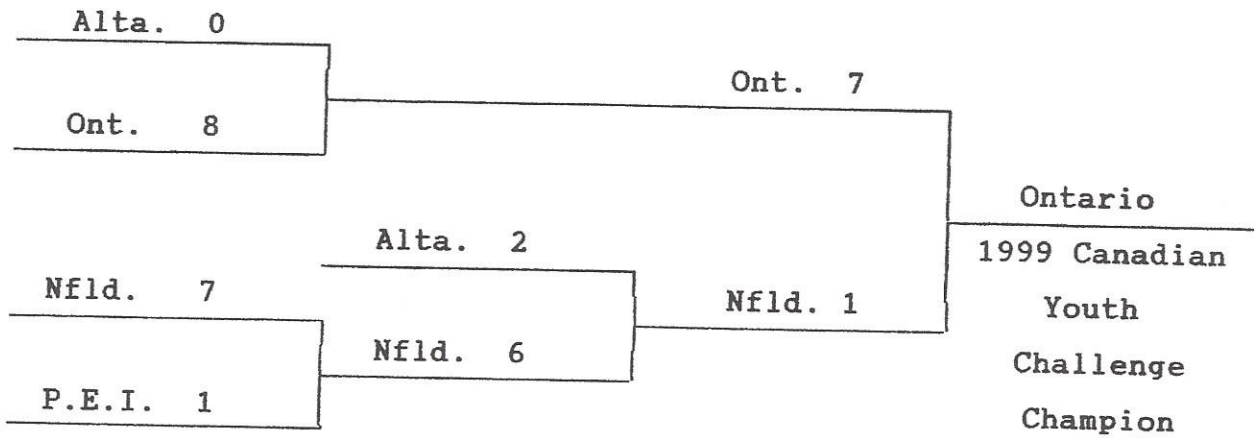 Alta. 0
Ont. 8
Ont. 7
Alta. 2
Nfld. 7
Nfld. 6
P.E.I. 1
Nfld. 1
Ontario
1999 Canadian
Youth
Challenge
Champion